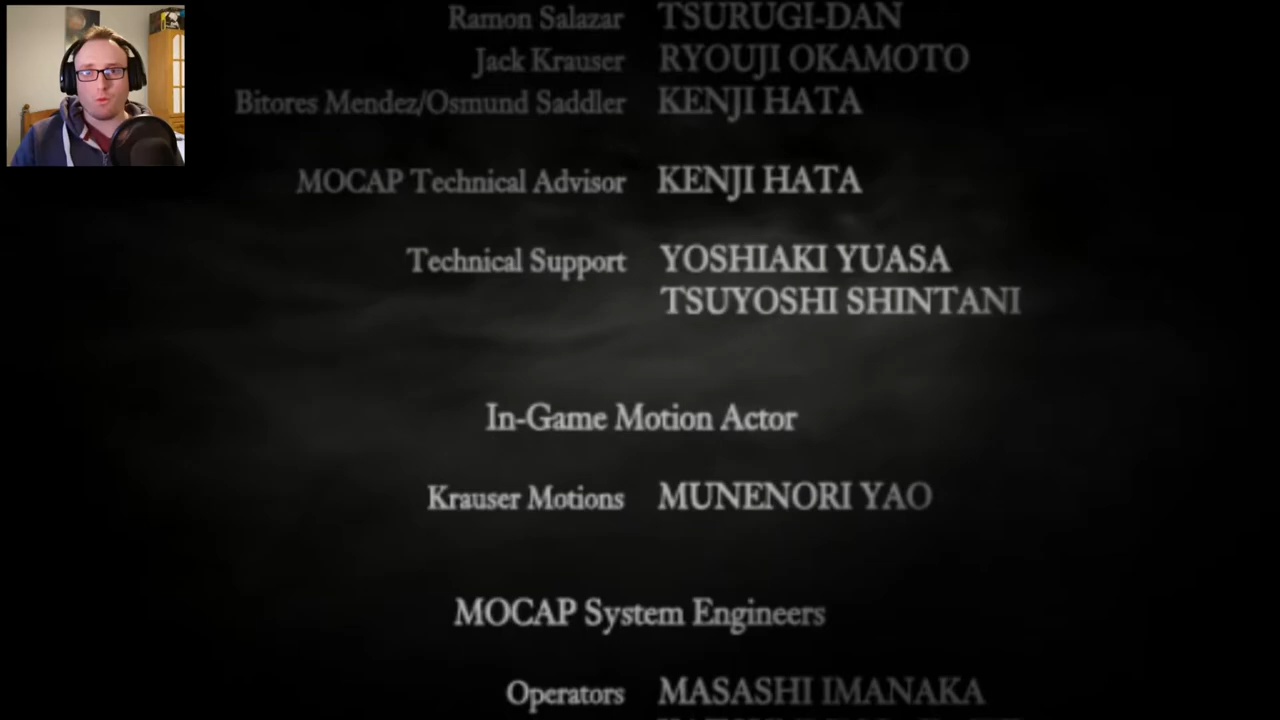 Ramon Salazar TSURUGI-DAN
Jack Krauser RYOUJI OKAMOTO
Bitores Mendez/Osmund Saddler KENJI HATA
MOCAP Technical Advisor KENJI HATA
Technical Support YOSHIAKI YUASA
TSUYOSHI SHINTANI
In-Game Motion Actor
Krauser Motions MUNENORI YAO
MOCAP System Engineers
Operators MASASHI IMANAKA